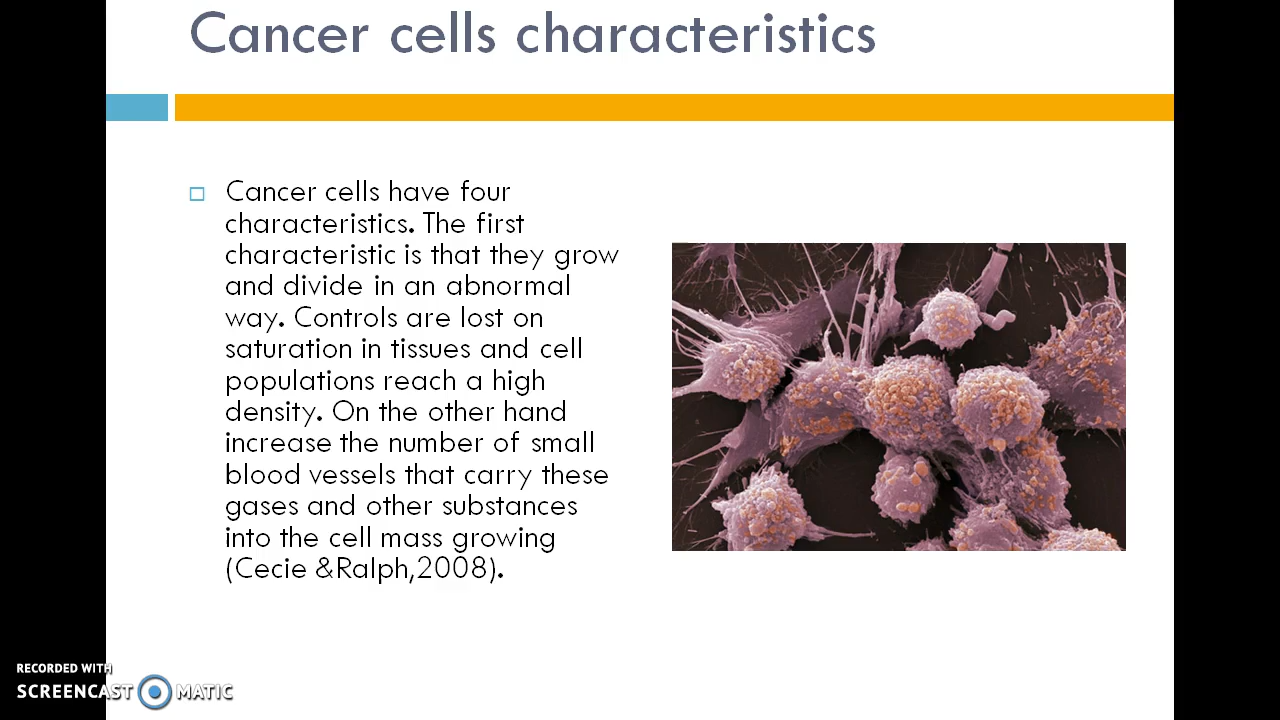 Cancer cells characteristics
Cancer cells have four
characteristics. The first
characteristic is that they grow
and divide in an abnormal
way. Controls are lost on
saturation in tissues and cell
populations reach a high
density. On the other hand
increase the number of small
blood vessels that carry these
gases and other substances
into the cell mass growing
(Cecie &Ralph,2008).
RECORDED WITH
SCREENCAST MATIC